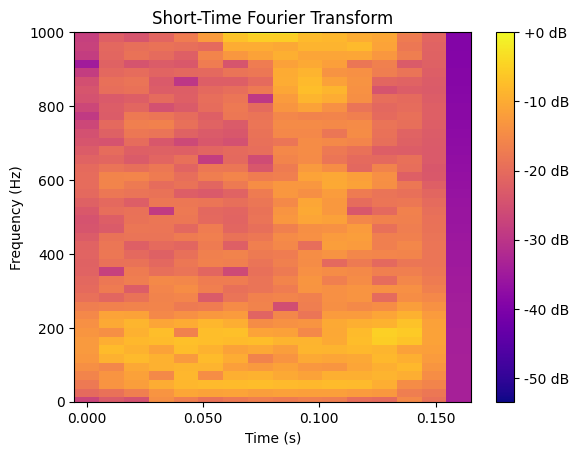 Short-Time Fourier Transform
1000
800
600
400
200
0
Frequency (Hz)
0.000
0.050
0.100
0.150
Time (s)
+0 dB
-10 dB
-20 dB
-30 dB
-40 dB
-50 dB